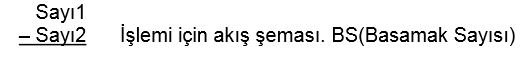 Sayı1
– Sayı2 İşlemi için akış şeması. BS(Basamak Sayısı)